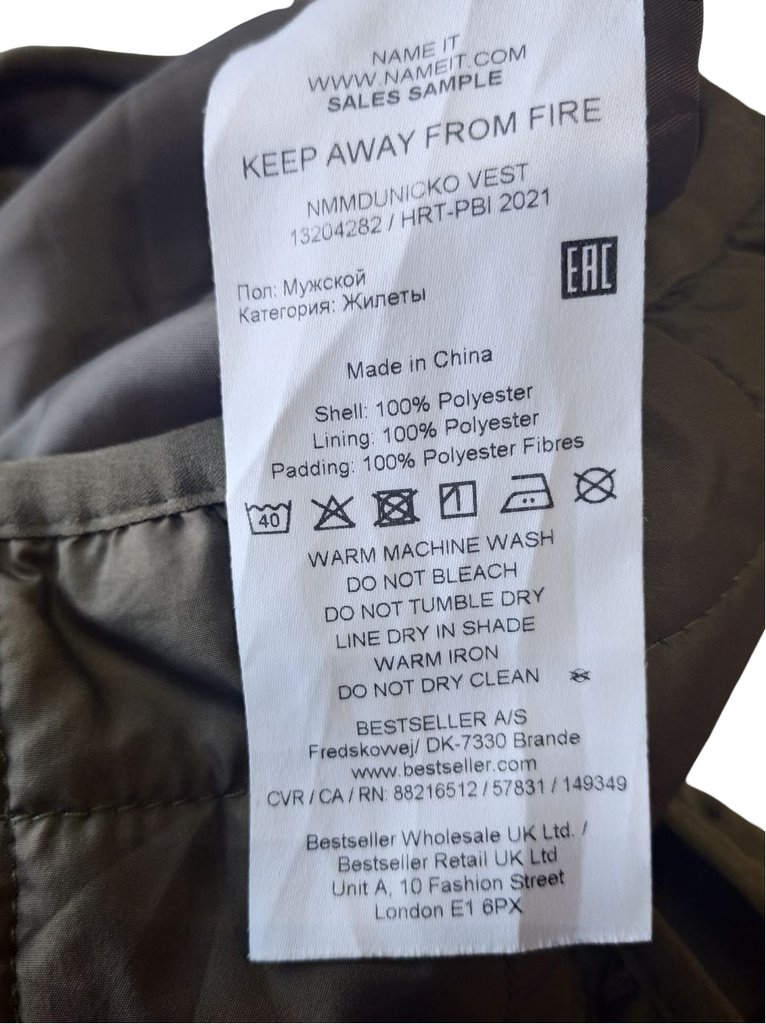 NAME IT
WWW.NAMEIT.COM
SALES SAMPLE
KEEP AWAY FROM FIRE
NMMDUNICKO VEST
13204282 / HRT-PBI 2021
EAC
Пол: Мужской
Категория: Жилеты
Made in China
Shell: 100% Polyester
Lining: 100% Polyester
Padding: 100% Polyester Fibres
40
WARM MACHINE WASH
DO NOT BLEACH
DO NOT TUMBLE DRY
LINE DRY IN SHADE
WARM IRON
DO NOT DRY CLEAN
BESTSELLER A/S
Fredskovvej/ DK-7330 Brande
www.bestseller.com
CVR / CA / RN: 88216512 / 57831 / 149349
Bestseller Wholesale UK Ltd. /
Bestseller Retail UK Ltd
Unit A, 10 Fashion Street
London E1 6PX